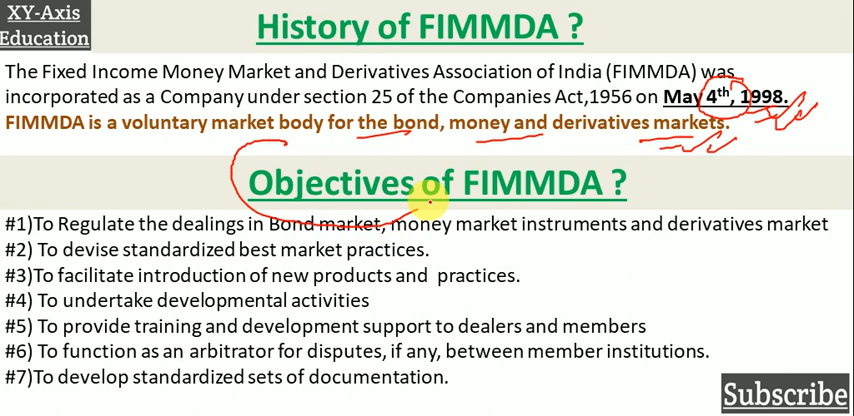 XY-Axis
Education
History of FIMMDA ?
The Fixed Income Money Market and Derivatives Association of India (FIMMDA) was
incorporated as a Company under section 25 of the Companies Act,1956 on May 4th, 1998.
FIMMDA is a voluntary market body for the bond, money and derivatives markets.
Objectives of FIMMDA ?
#1)To Regulate the dealings in Bond market, money market instruments and derivatives market
#2) To devise standardized best market practices.
#3)To facilitate introduction of new products and practices.
#4) To undertake developmental activities
#5) To provide training and development support to dealers and members
#6) To function as an arbitrator for disputes, if any, between member institutions.
#7)To develop standardized sets of documentation.
Subscribe